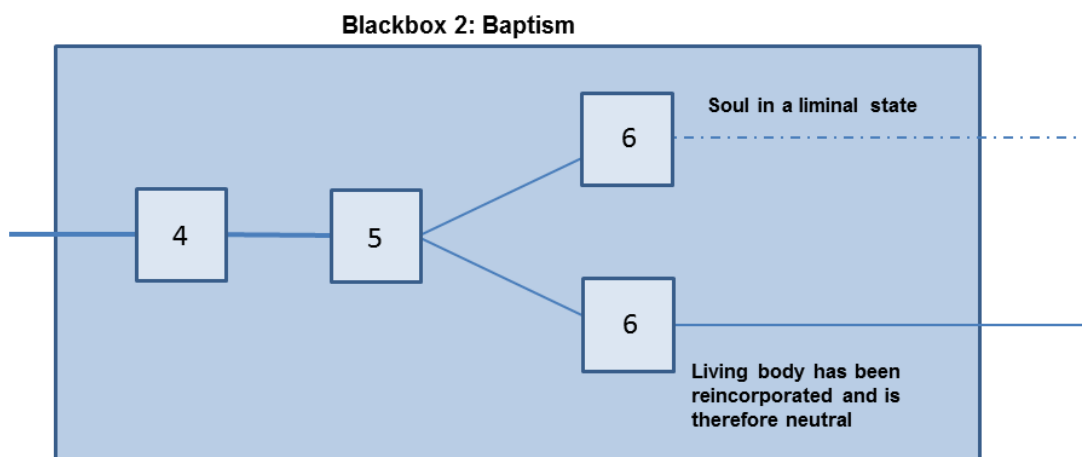 Blackbox 2: Baptism
6
Soul in a liminal state
4
5
6
Living body has been
reincorporated and is
therefore neutral